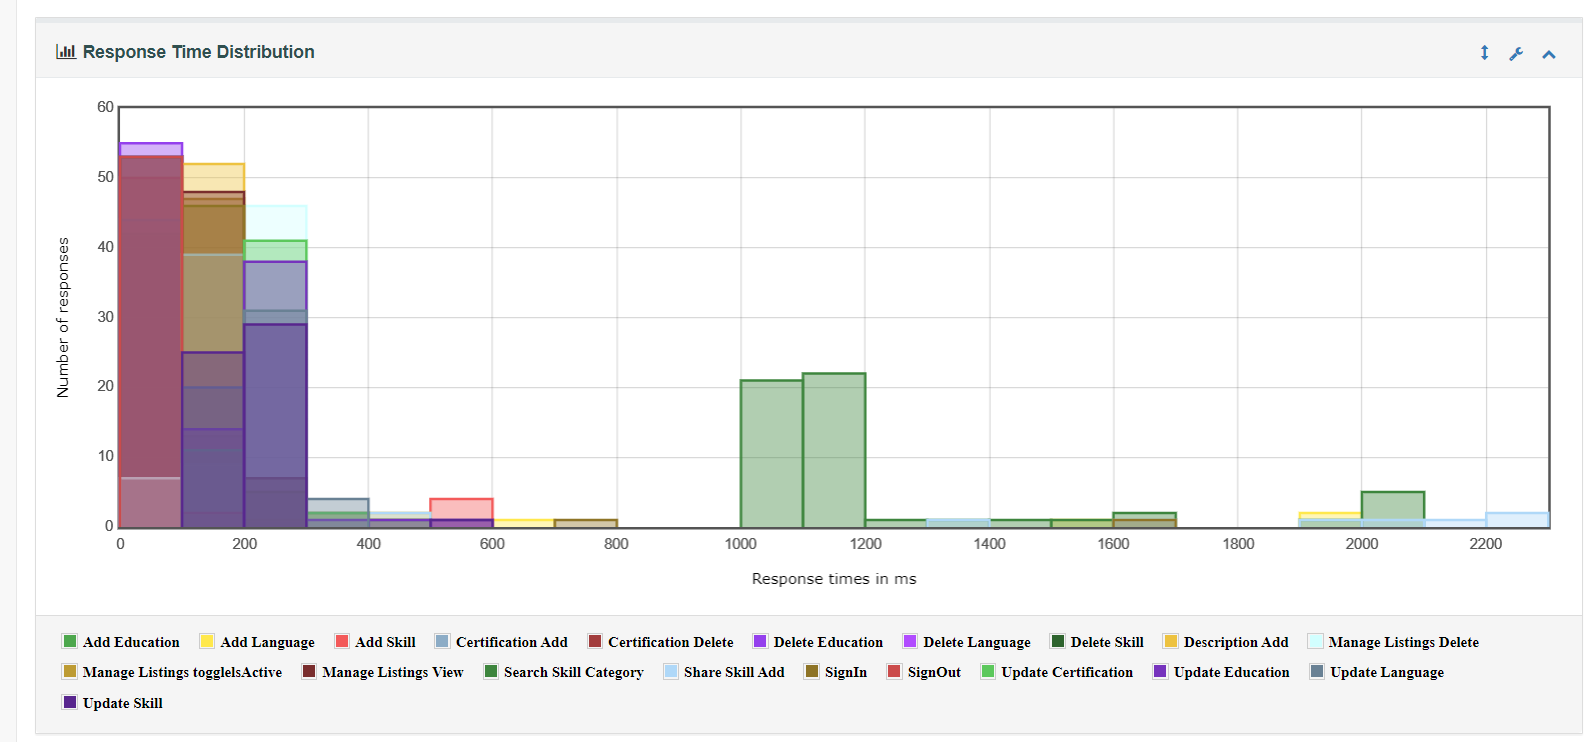 Response Time Distribution
60
50
40
30
20
10
0
Number of responses
0 200 400 600 800 1000 1200 1400 1600 1800 2000 2200
Response times in ms
Add Education Add Language Add Skill Certification Add Certification Delete Delete Education Delete Language Delete Skill Description Add Manage Listings Delete
Manage Listings togglelsActive Manage Listings View Search Skill Category Share Skill Add SignIn SignOut Update Certification Update Education Update Language
Update Skill